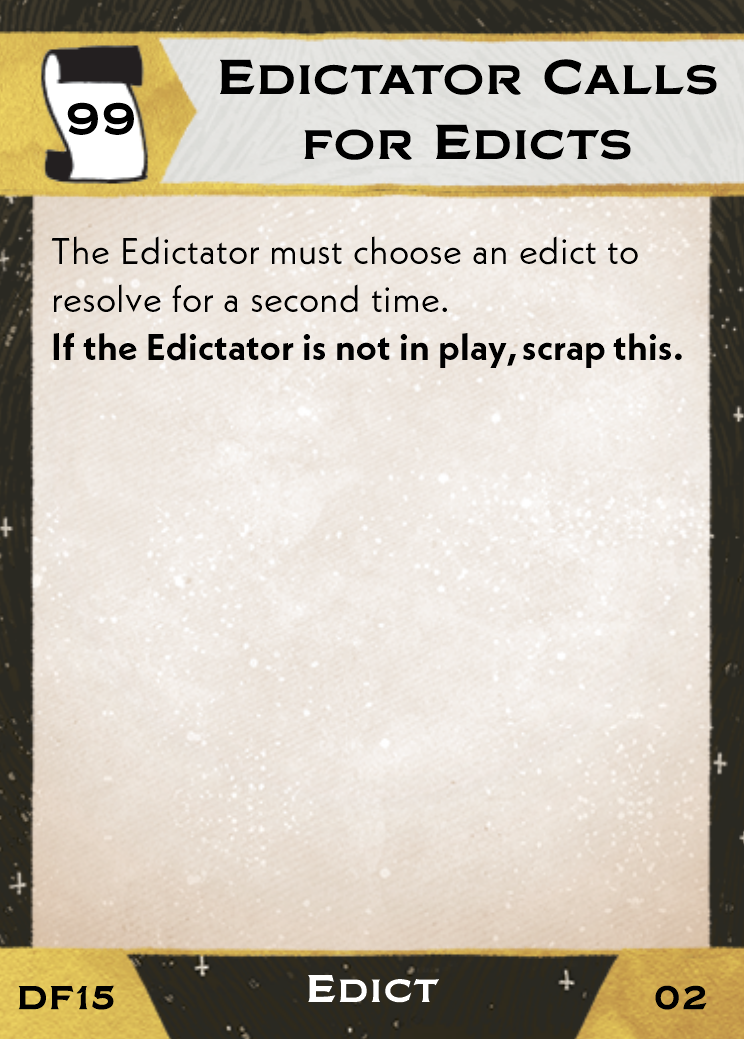 99
Edictator Calls
for Edicts
The Edictator must choose an edict to
resolve for a second time.
If the Edictator is not in play, scrap this.
DF15
Edict
02